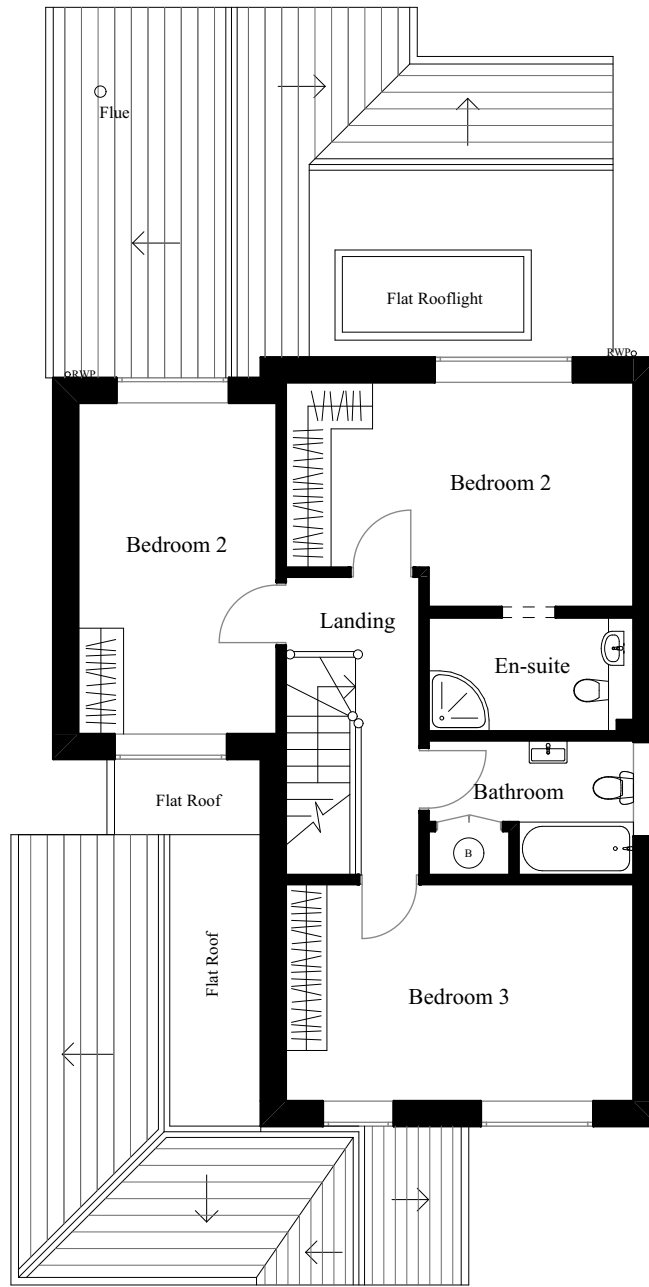 Flue
Flat Rooflight
RWP
RWP
Bedroom 2
Bedroom 2
Landing
En-suite
Bathroom
Flat Roof
B
Flat Roof
Bedroom 3